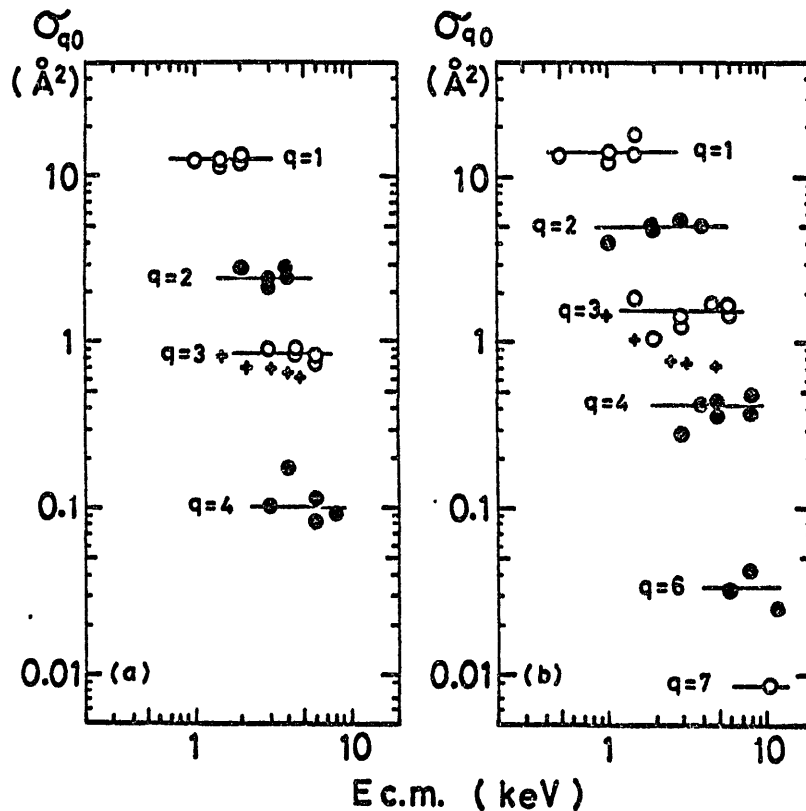 σq0
(Å²)
10
1
0.1
0.01
q=1
q=2
q=3
q=4
(a)
1
10
σq0
(Å²)
10
1
0.1
0.01
q=1
q=2
q=3
q=4
q=6
q=7
(b)
1
10
E c.m. (keV)